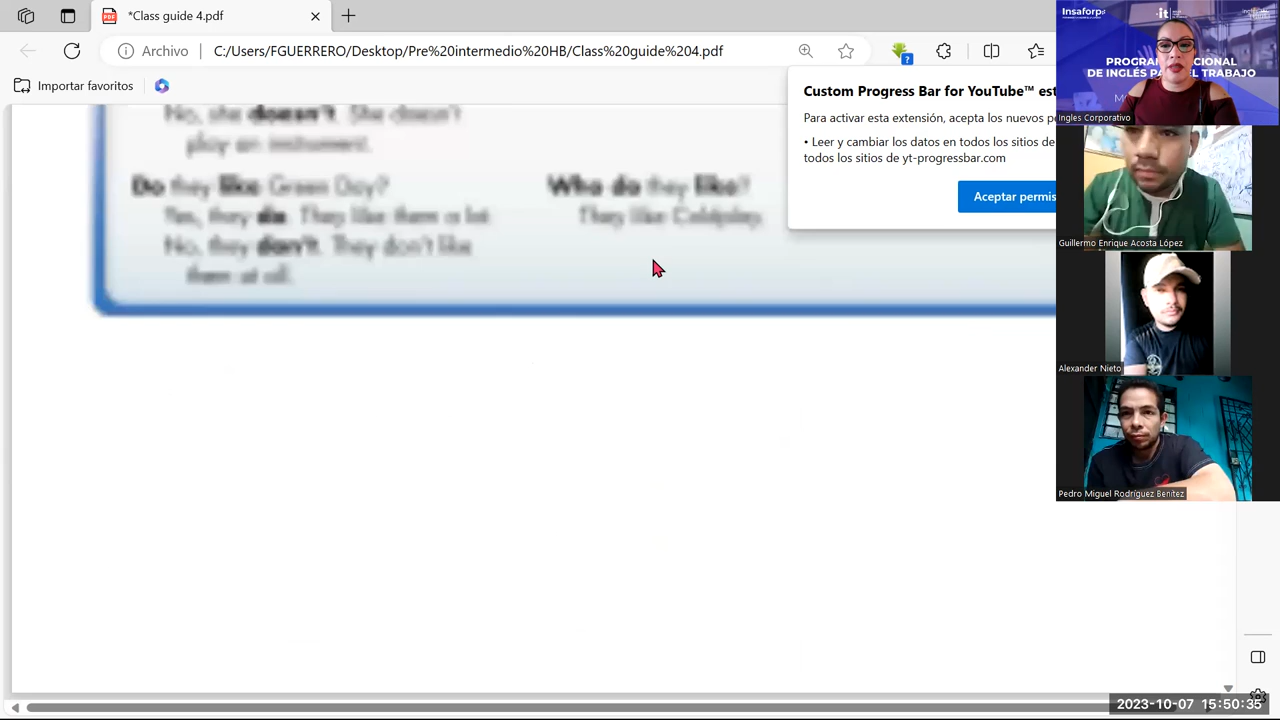 *Class guide 4.pdf
Archivo
C:/Users/FGUERRERO/Desktop/Pre%20intermedio%20HB/Class%20guide%204.pdf
Importar favoritos
No, she doesn't. She doesn't
play an instrument.
Do they like Green Day?
Yes, they do. They like them a lot.
No, they don't. They don't like
them at all.
Who do they like?
They like Coldplay.
Custom Progress Bar for YouTube™ est
Para activar esta extensión, acepta los nuevos pe
• Leer y cambiar los datos en todos los sitios de
todos los sitios de yt-progressbar.com
Aceptar permis
Insaforp
·it
DE INGLÉS
TRABAJO
Ingles Corporativo
Guillermo Enrique Acosta López
Alexander Nieto
Pedro Miguel Rodríguez Benítez
2023-10-07 15:50:35